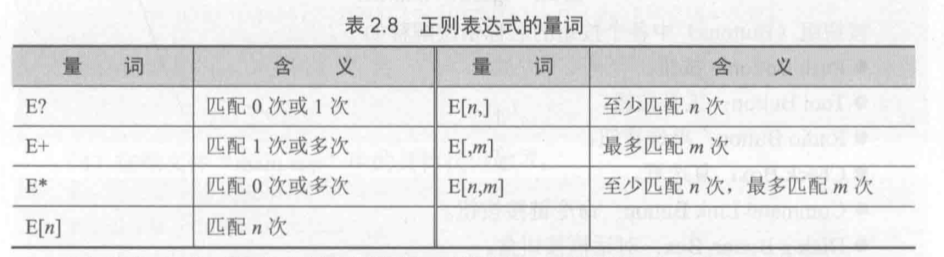 表 2.8 正则表达式的量词
量 词 含 义 量 词 含 义
E? 匹配 0 次或 1 次 E[n,] 至少匹配 n 次
E+ 匹配 1 次或多次 E[,m] 最多匹配 m 次
E* 匹配 0 次或多次 E[n,m] 至少匹配 n 次，最多匹配 m 次
E[n] 匹配 n 次